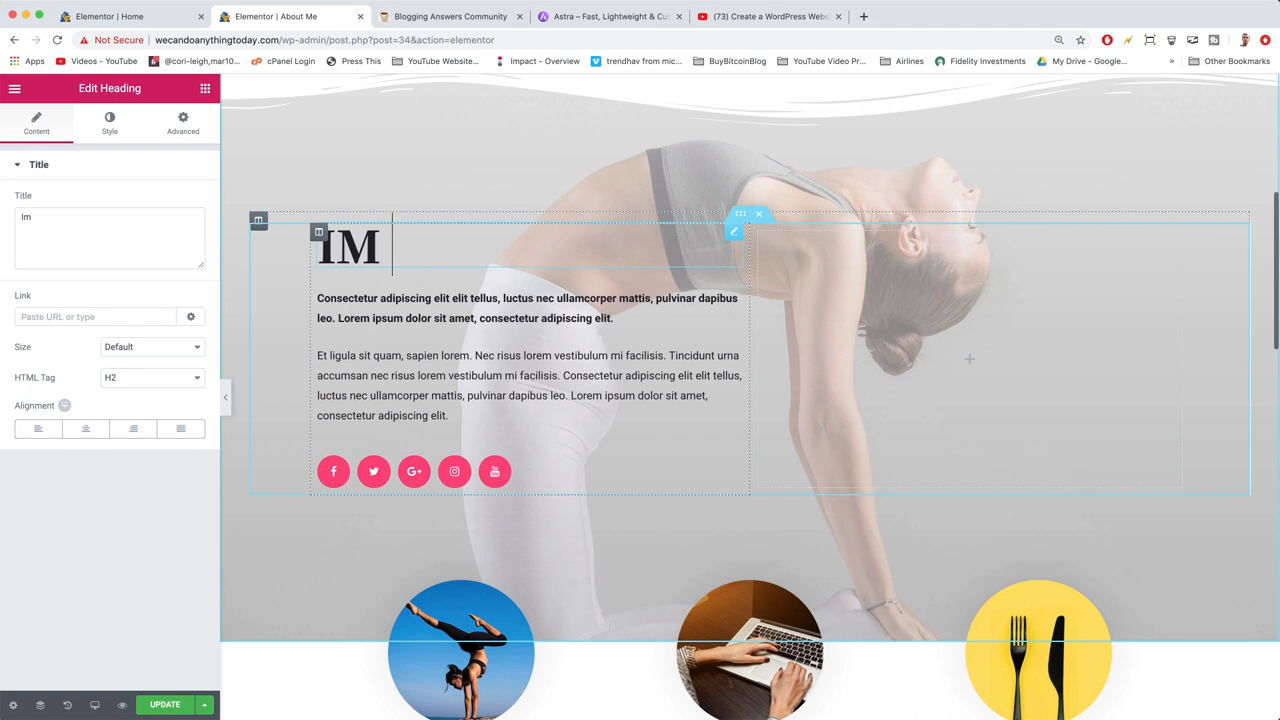 Elementor | Home
Elementor | About Me
Blogging Answers Community
Astra – Fast, Lightweight & Cu
(73) Create a WordPress Webs
Not Secure | wecandoanythingtoday.com/wp-admin/post.php?post=34&action=elementor
Apps
Videos - YouTube
@cori-leigh,mar10...
cPanel Login
Press This
YouTube Website...
Impact - Overview
trendhav from mic...
BuyBitcoinBlog
YouTube Video Pr...
Airlines
Fidelity Investments
My Drive - Google...
»
Other Bookmarks
Edit Heading
Content
Style
Advanced
Title
Title
Im
Link
Paste URL or type
Size
Default
HTML Tag
H2
Alignment
UPDATE
IM
Consectetur adipiscing elit elit tellus, luctus nec ullamcorper mattis, pulvinar dapibus
leo. Lorem ipsum dolor sit amet, consectetur adipiscing elit.
Et ligula sit quam, sapien lorem. Nec risus lorem vestibulum mi facilisis. Tincidunt urna
accumsan nec risus lorem vestibulum mi facilisis. Consectetur adipiscing elit elit tellus,
luctus nec ullamcorper mattis, pulvinar dapibus leo. Lorem ipsum dolor sit amet,
consectetur adipiscing elit.